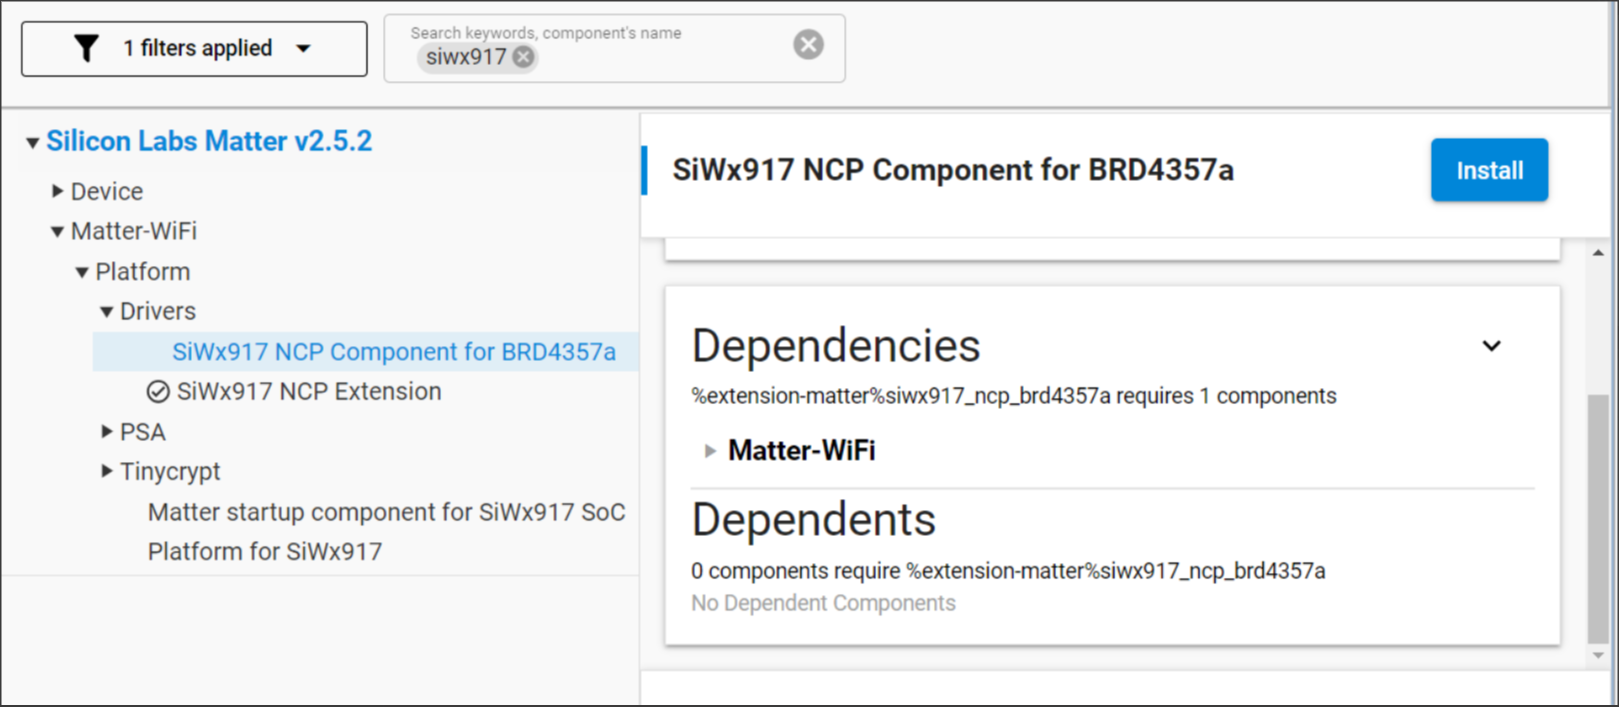 1 filters applied
Search keywords, component's name
siwx917
Silicon Labs Matter v2.5.2
Device
Matter-WiFi
Platform
Drivers
SiWx917 NCP Component for BRD4357a
SiWx917 NCP Extension
PSA
Tinycrypt
Matter startup component for SiWx917 SoC
Platform for SiWx917
SiWx917 NCP Component for BRD4357a
Install
Dependencies
%extension-matter%siwx917_ncp_brd4357a requires 1 components
Matter-WiFi
Dependents
0 components require %extension-matter%siwx917_ncp_brd4357a
No Dependent Components